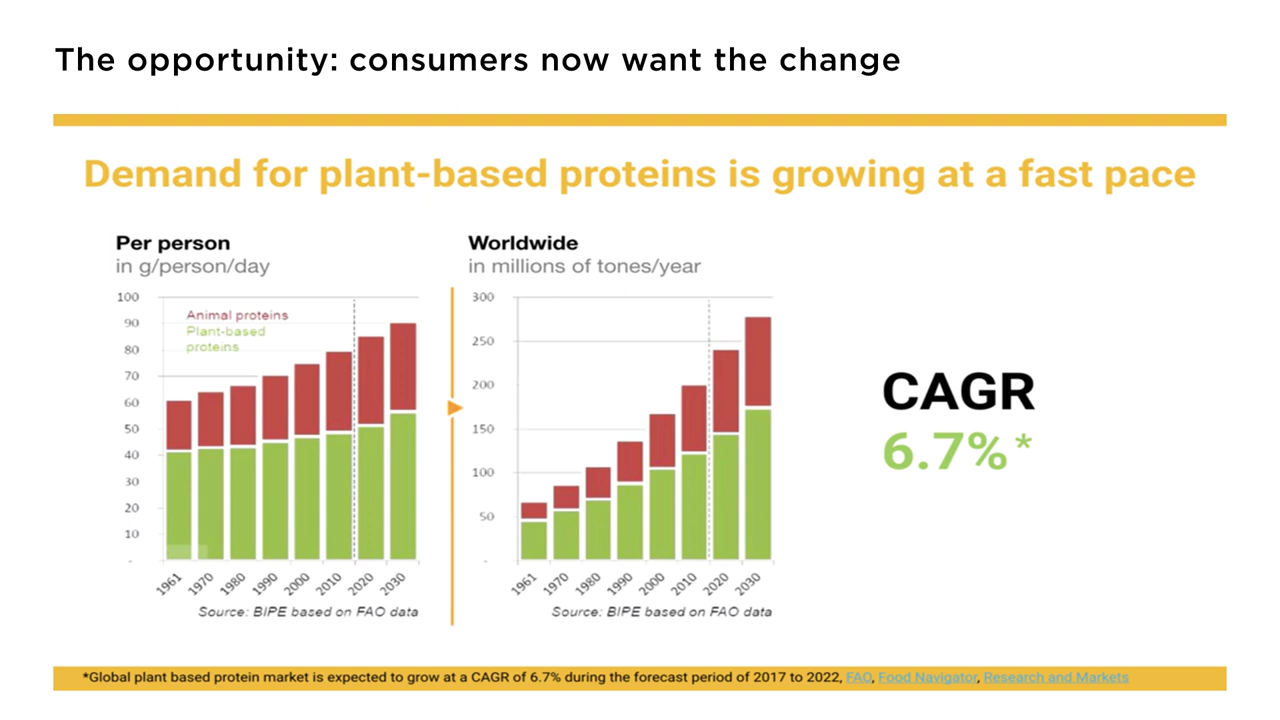 The opportunity: consumers now want the change
Demand for plant-based proteins is growing at a fast pace
Per person
in g/person/day
100
90
80
70
60
50
40
30
20
10
-
Animal proteins
Plant-based
proteins
1961
1970
1980
1990
2000
2010
2020
2030
Source: BIPE based on FAO data
Worldwide
in millions of tones/year
300
250
200
150
100
50
-
1961
1970
1980
1990
2000
2010
2020
2030
Source: BIPE based on FAO data
CAGR
6.7%*
*Global plant based protein market is expected to grow at a CAGR of 6.7% during the forecast period of 2017 to 2022, FAO, Food Navigator, Research and Markets